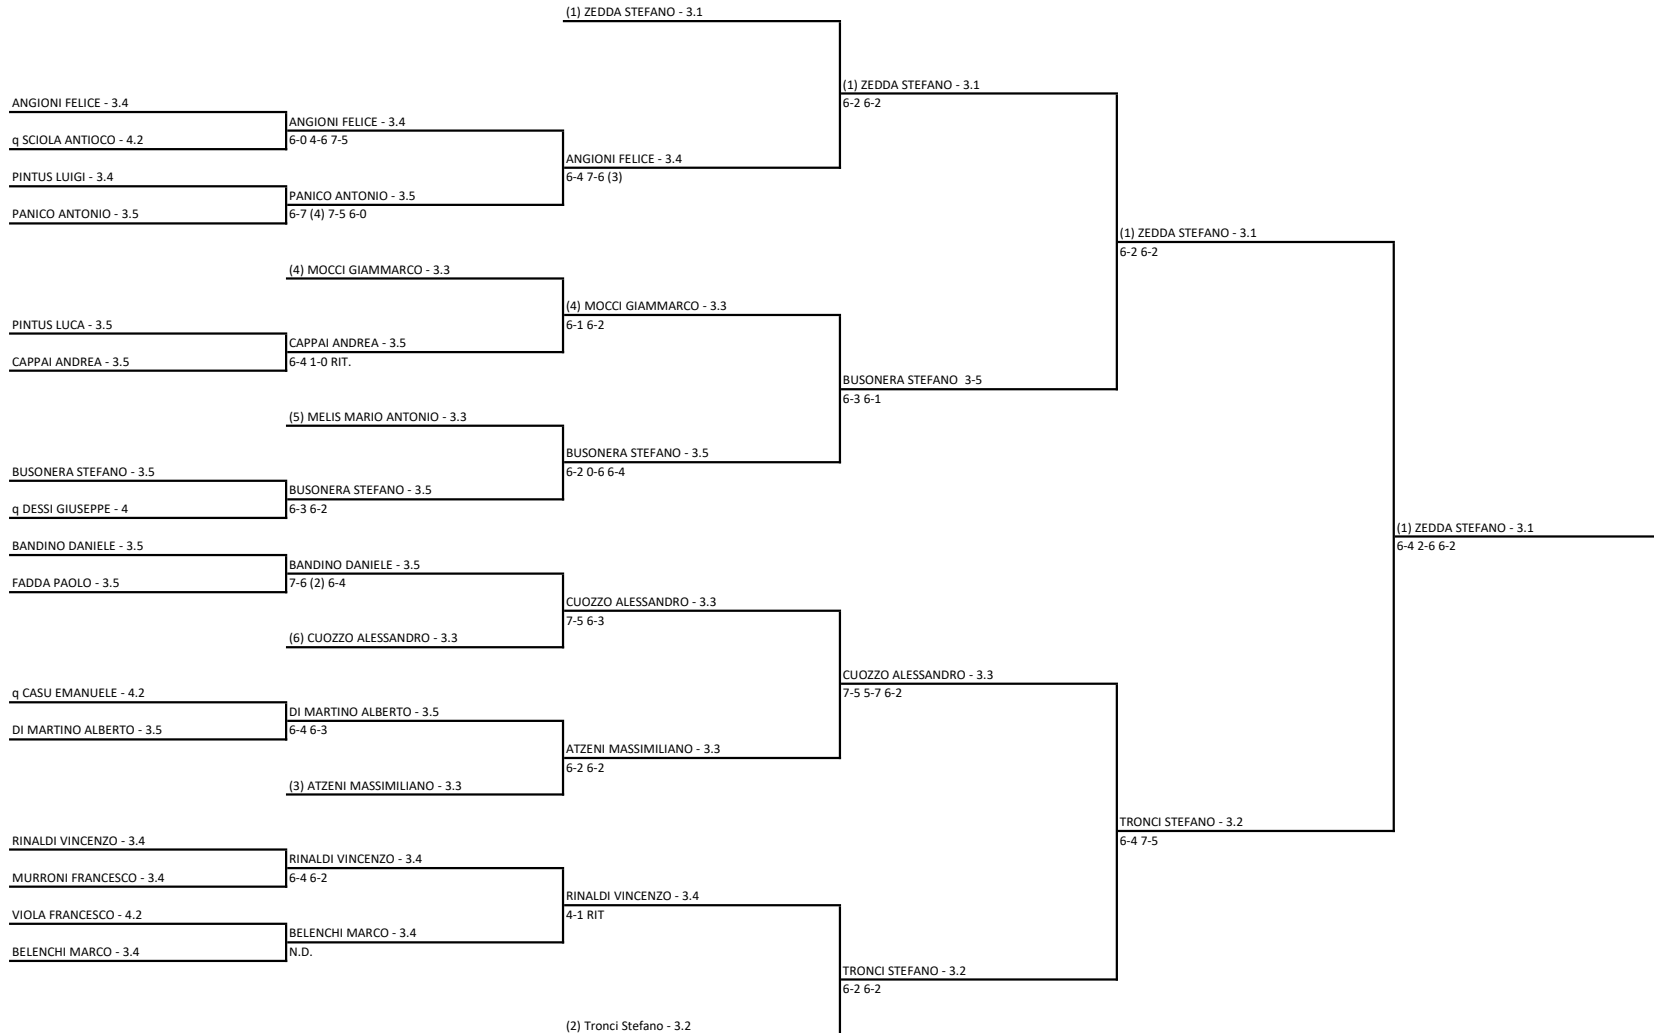 (1) ZEDDA STEFANO - 3.1
(1) ZEDDA STEFANO - 3.1
6-2 6-2
ANGIONI FELICE - 3.4
ANGIONI FELICE - 3.4
6-0 4-6 7-5
q SCIOLA ANTIOCO - 4.2
ANGIONI FELICE - 3.4
6-4 7-6 (3)
PINTUS LUIGI - 3.4
PANICO ANTONIO - 3.5
6-7 (4) 7-5 6-0
PANICO ANTONIO - 3.5
(1) ZEDDA STEFANO - 3.1
6-2 6-2
(4) MOCCI GIAMMARCO - 3.3
(4) MOCCI GIAMMARCO - 3.3
6-1 6-2
PINTUS LUCA - 3.5
CAPPAI ANDREA - 3.5
6-4 1-0 RIT.
CAPPAI ANDREA - 3.5
BUSONERA STEFANO  3-5
6-3 6-1
(5) MELIS MARIO ANTONIO - 3.3
BUSONERA STEFANO - 3.5
6-2 0-6 6-4
BUSONERA STEFANO - 3.5
BUSONERA STEFANO - 3.5
6-3 6-2
q DESSI GIUSEPPE - 4
(1) ZEDDA STEFANO - 3.1
6-4 2-6 6-2
BANDINO DANIELE - 3.5
BANDINO DANIELE - 3.5
7-6 (2) 6-4
FADDA PAOLO - 3.5
CUOZZO ALESSANDRO - 3.3
7-5 6-3
(6) CUOZZO ALESSANDRO - 3.3
CUOZZO ALESSANDRO - 3.3
7-5 5-7 6-2
q CASU EMANUELE - 4.2
DI MARTINO ALBERTO - 3.5
6-4 6-3
DI MARTINO ALBERTO - 3.5
ATZENI MASSIMILIANO - 3.3
6-2 6-2
(3) ATZENI MASSIMILIANO - 3.3
TRONCI STEFANO - 3.2
6-4 7-5
RINALDI VINCENZO - 3.4
RINALDI VINCENZO - 3.4
6-4 6-2
MURRONI FRANCESCO - 3.4
RINALDI VINCENZO - 3.4
4-1 RIT
VIOLA FRANCESCO - 4.2
BELENCHI MARCO - 3.4
N.D.
BELENCHI MARCO - 3.4
TRONCI STEFANO - 3.2
6-2 6-2
(2) Tronci Stefano - 3.2